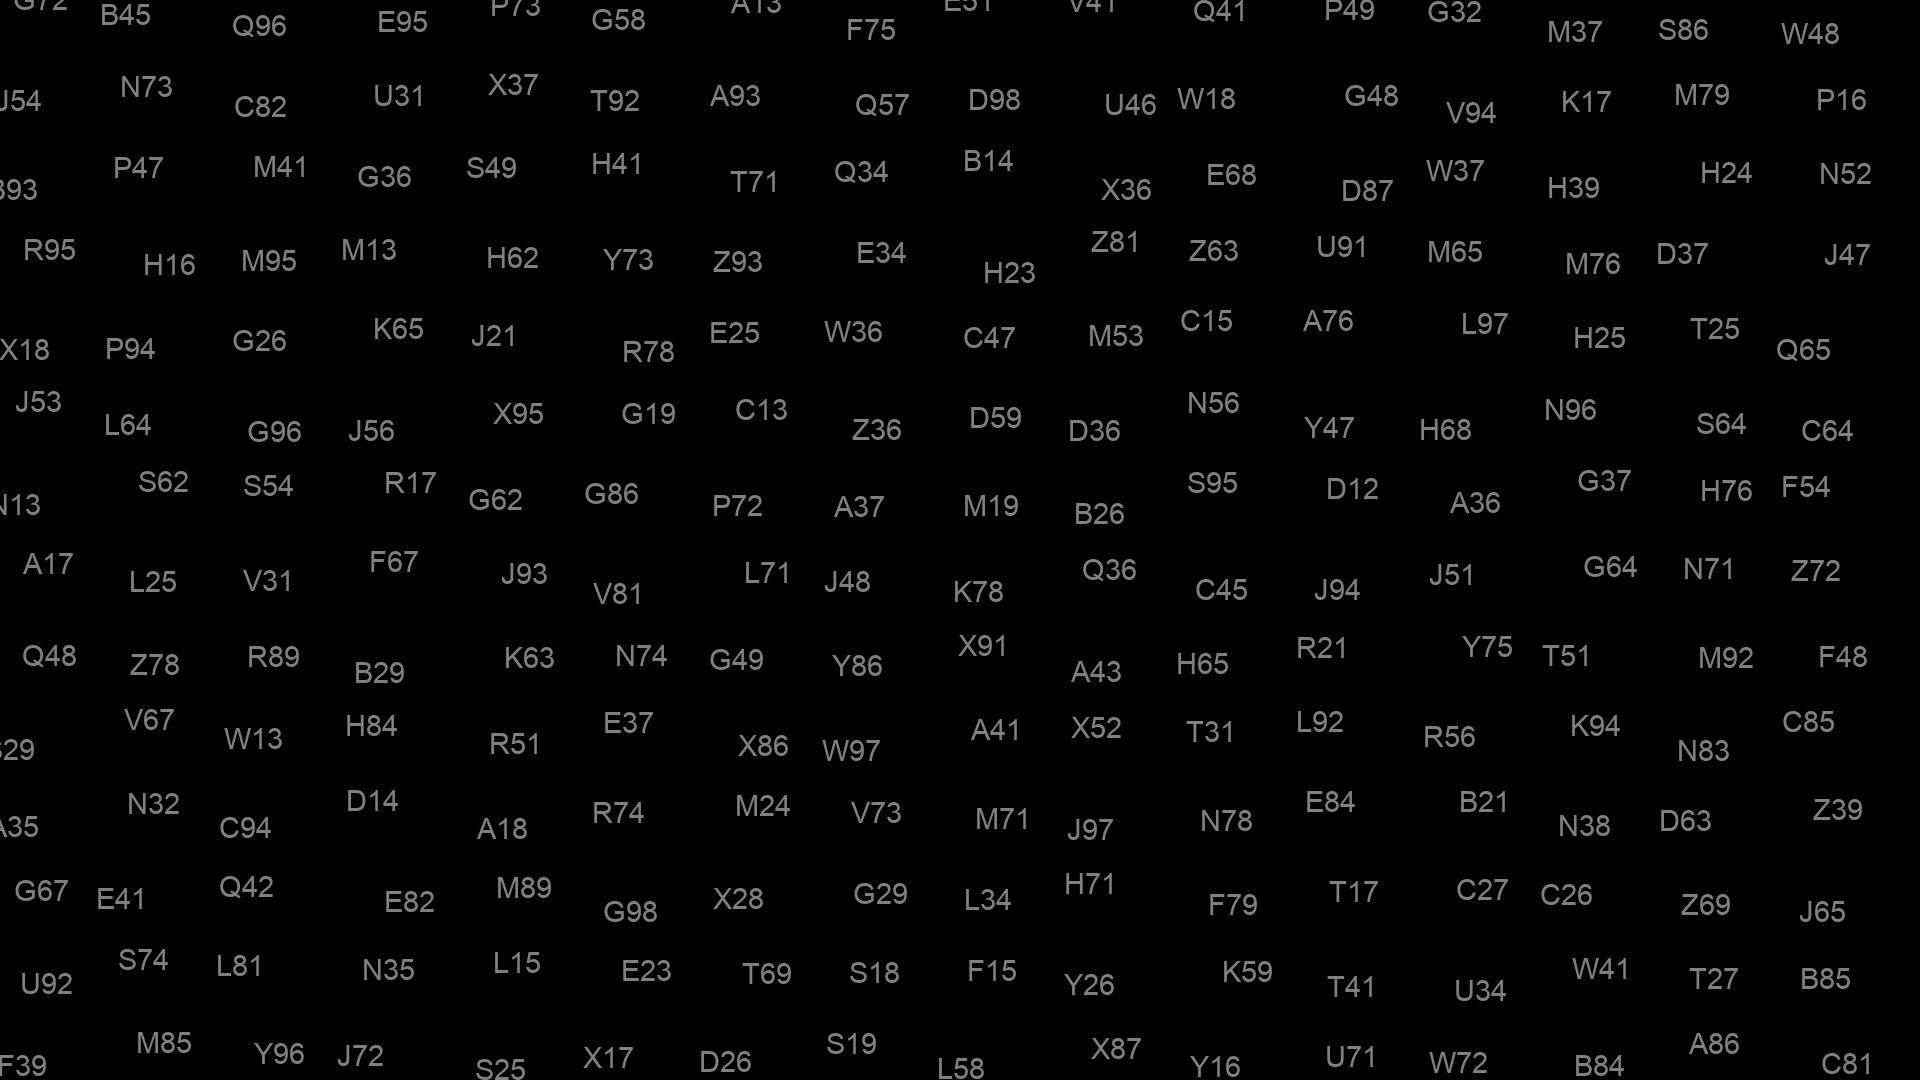 G72 B45 Q96 E95 P73 G58 A13 F75 E51 V41 Q41 P49 G32 M37 S86 W48
J54 N73 C82 U31 X37 T92 A93 Q57 D98 U46 W18 G48 V94 K17 M79 P16
B93 P47 M41 G36 S49 H41 T71 Q34 B14 X36 E68 D87 W37 H39 H24 N52
R95 H16 M95 M13 H62 Y73 Z93 E34 H23 Z81 Z63 U91 M65 M76 D37 J47
X18 P94 G26 K65 J21 R78 E25 W36 C47 M53 C15 A76 L97 H25 T25 Q65
J53 L64 G96 J56 X95 G19 C13 Z36 D59 D36 N56 Y47 H68 N96 S64 C64
N13 S62 S54 R17 G62 G86 P72 A37 M19 B26 S95 D12 A36 G37 H76 F54
A17 L25 V31 F67 J93 V81 L71 J48 K78 Q36 C45 J94 J51 G64 N71 Z72
Q48 Z78 R89 B29 K63 N74 G49 Y86 X91 A43 H65 R21 Y75 T51 M92 F48
S29 V67 W13 H84 R51 E37 X86 W97 A41 X52 T31 L92 R56 K94 N83 C85
A35 N32 C94 D14 A18 R74 M24 V73 M71 J97 N78 E84 B21 N38 D63 Z39
G67 E41 Q42 E82 M89 G98 X28 G29 L34 H71 F79 T17 C27 C26 Z69 J65
U92 S74 L81 N35 L15 E23 T69 S18 F15 Y26 K59 T41 U34 W41 T27 B85
F39 M85 Y96 J72 S25 X17 D26 S19 L58 X87 Y16 U71 W72 B84 A86 C81